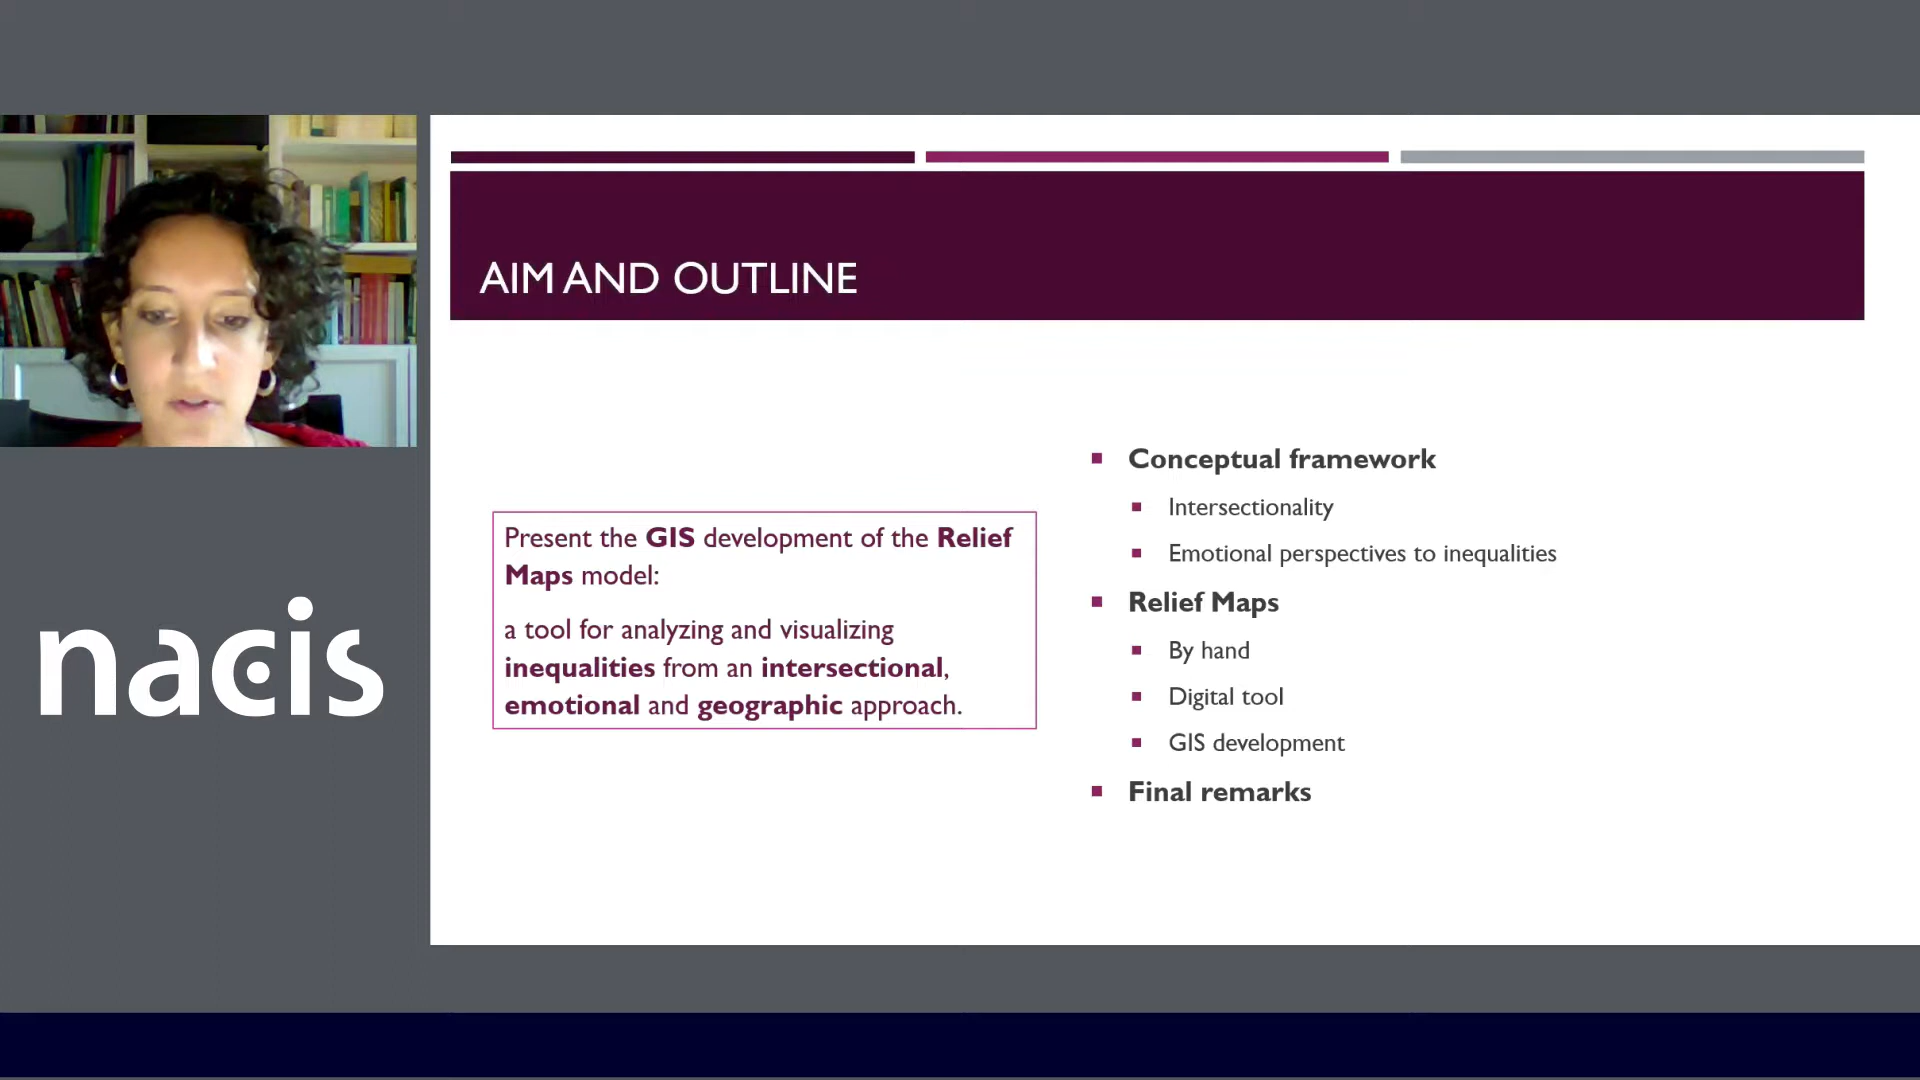 AIM AND OUTLINE
Present the GIS development of the Relief
Maps model:
a tool for analyzing and visualizing
inequalities from an intersectional,
emotional and geographic approach.
Conceptual framework
Intersectionality
Emotional perspectives to inequalities
Relief Maps
By hand
Digital tool
GIS development
Final remarks
nacis